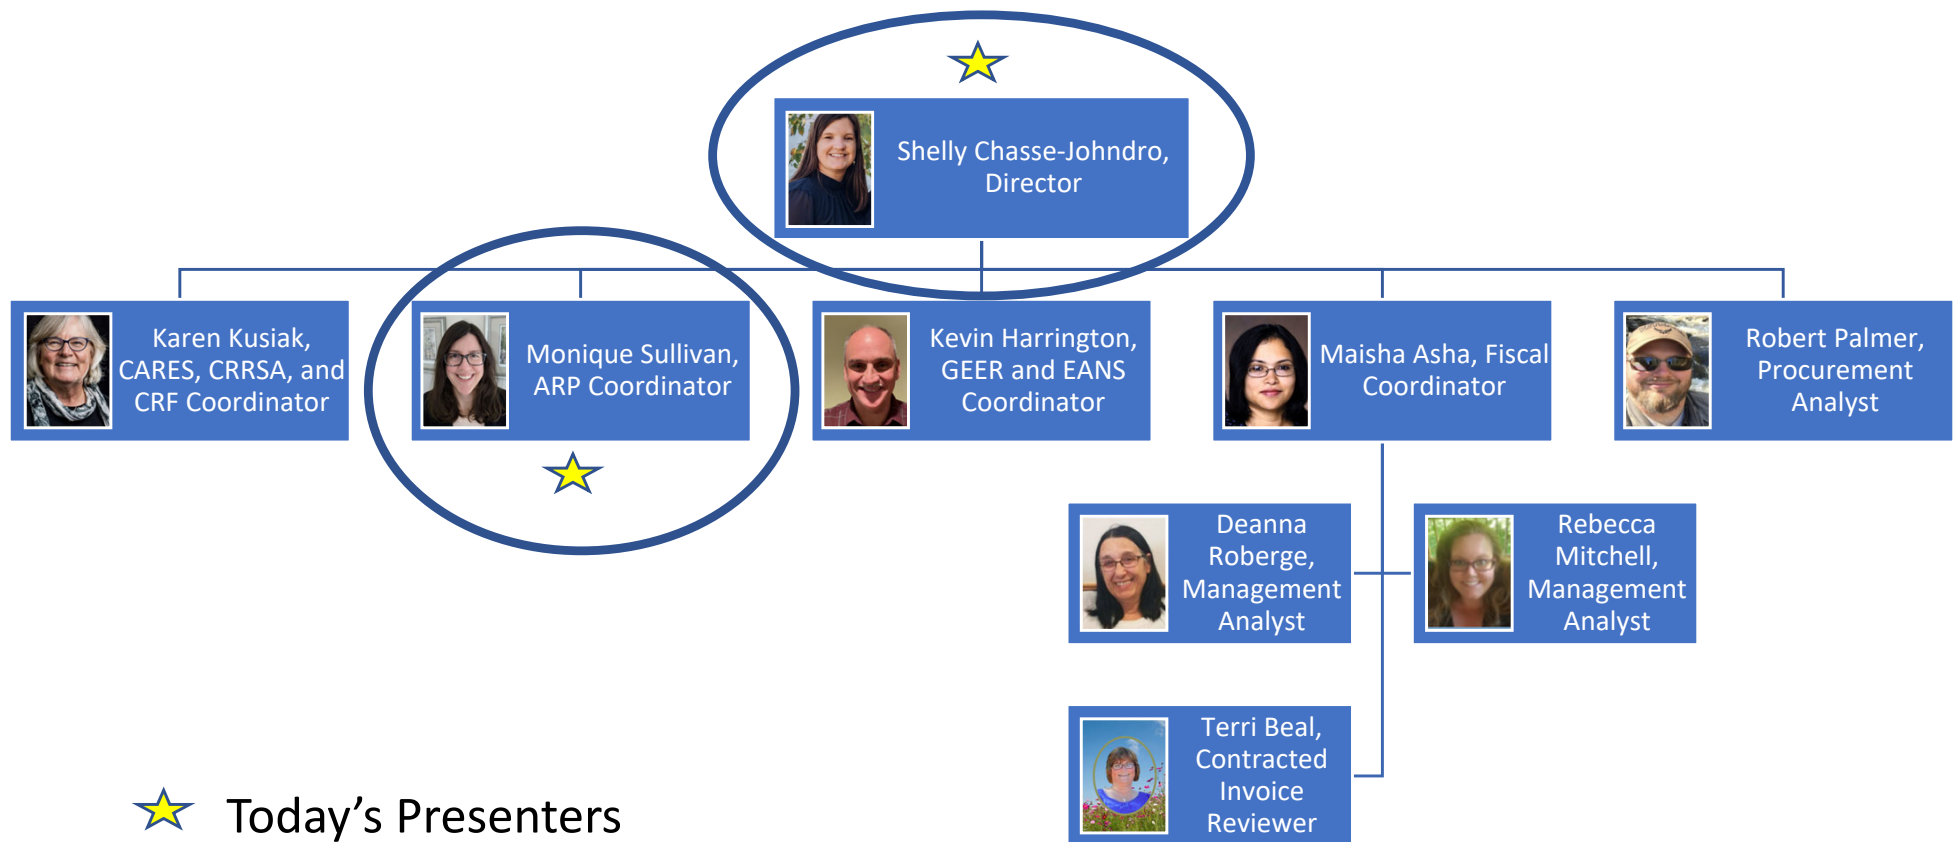 Shelly Chasse-Johndro,
Director
Karen Kusiak,
CARES, CRRSA, and
CRF Coordinator
Monique Sullivan,
ARP Coordinator
Kevin Harrington,
GEER and EANS
Coordinator
Maisha Asha, Fiscal
Coordinator
Robert Palmer,
Procurement
Analyst
Deanna
Roberge,
Management
Analyst
Rebecca
Mitchell,
Management
Analyst
Terri Beal,
Contracted
Invoice
Reviewer
Today's Presenters